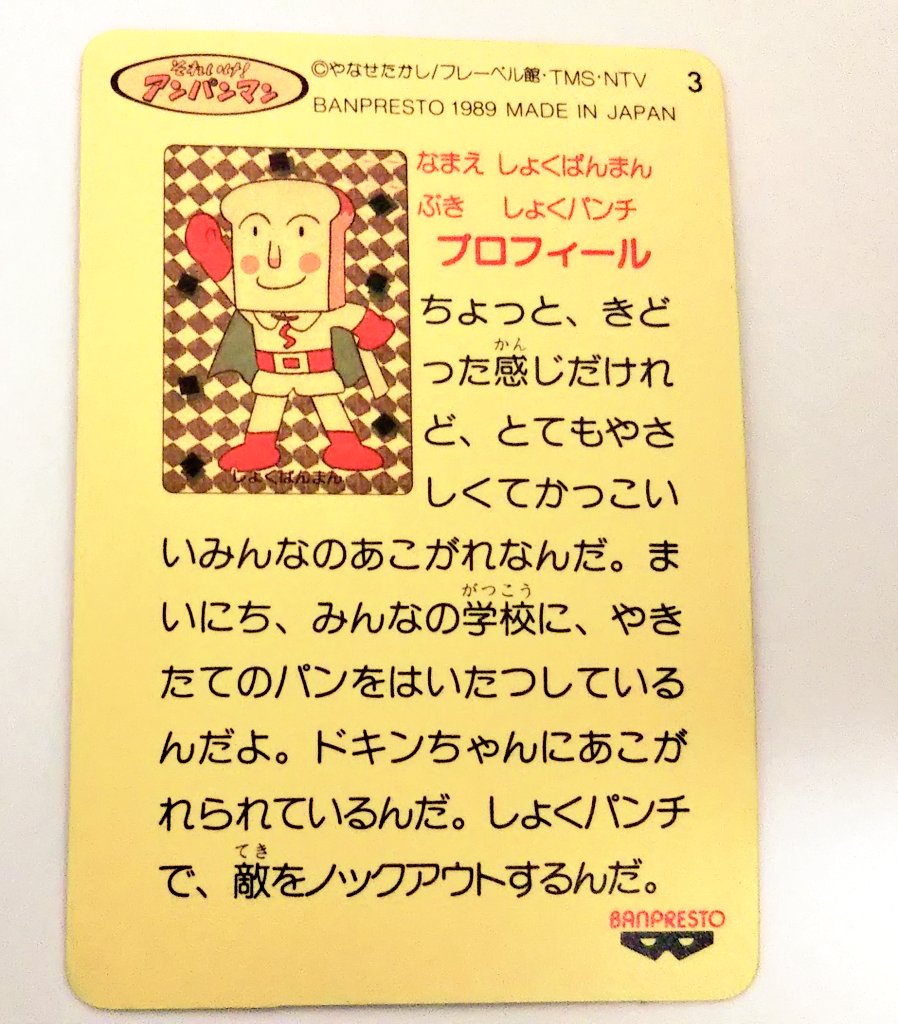 それいけ!
アンパンマン
©やなせたかし/フレーベル館・TMS・NTV
3
BANPRESTO 1989 MADE IN JAPAN
なまえ しょくぱんまん
ぶき しょくパンチ
プロフィール
しょくぱんまん
ちょっと、きど
かん
った感じだけれ
ど、とてもやさ
しくてかっこい
いみんなのあこがれなんだ。ま
がつこう
いにち、みんなの学校に、やき
たてのパンをはいたつしている
んだよ。ドキンちゃんにあこが
れられているんだ。しょくパンチ
てき
で、敵をノックアウトするんだ。
BANPRESTO